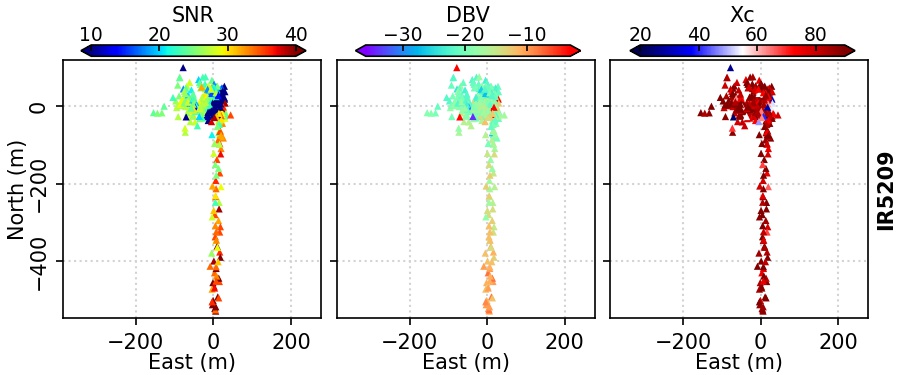 SNR DBV Xc
10 20 30 40 −30 −20 −10 20 40 60 80
0
−200
−400
North (m)
IR5209
−200 0 200 −200 0 200 −200 0 200
East (m) East (m) East (m)